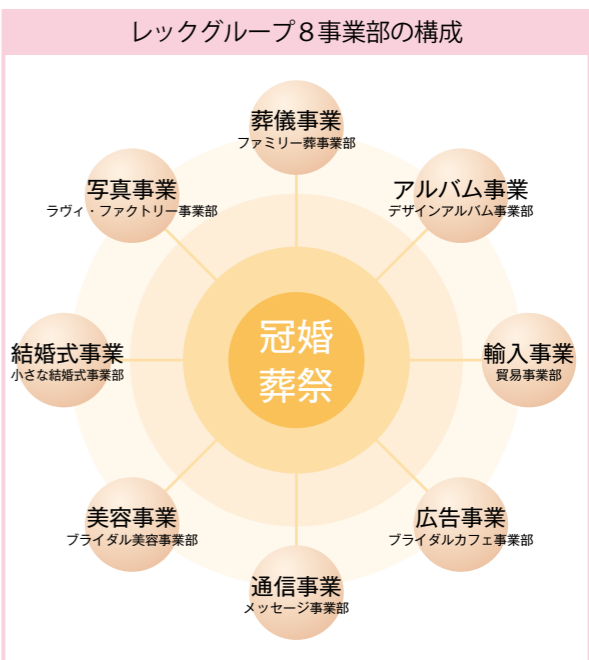 レックグループ８事業部の構成
葬儀事業
ファミリー葬事業部
写真事業
ラヴィ・ファクトリー事業部
アルバム事業
デザインアルバム事業部
冠婚
葬祭
結婚式事業
小さな結婚式事業部
輸入事業
貿易事業部
美容事業
ブライダル美容事業部
広告事業
ブライダルカフェ事業部
通信事業
メッセージ事業部